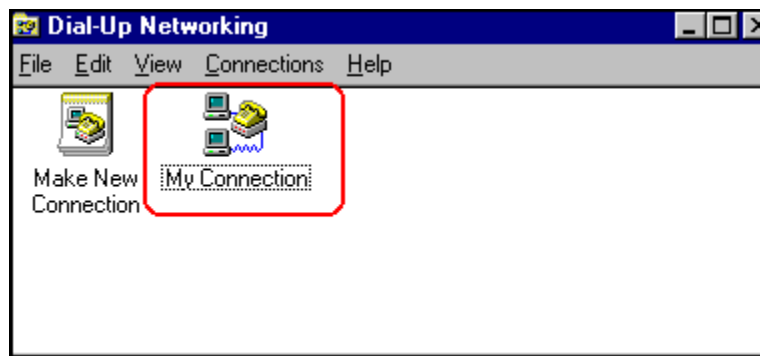 Dial-Up Networking
File Edit View Connections Help
Make New Connection
My Connection